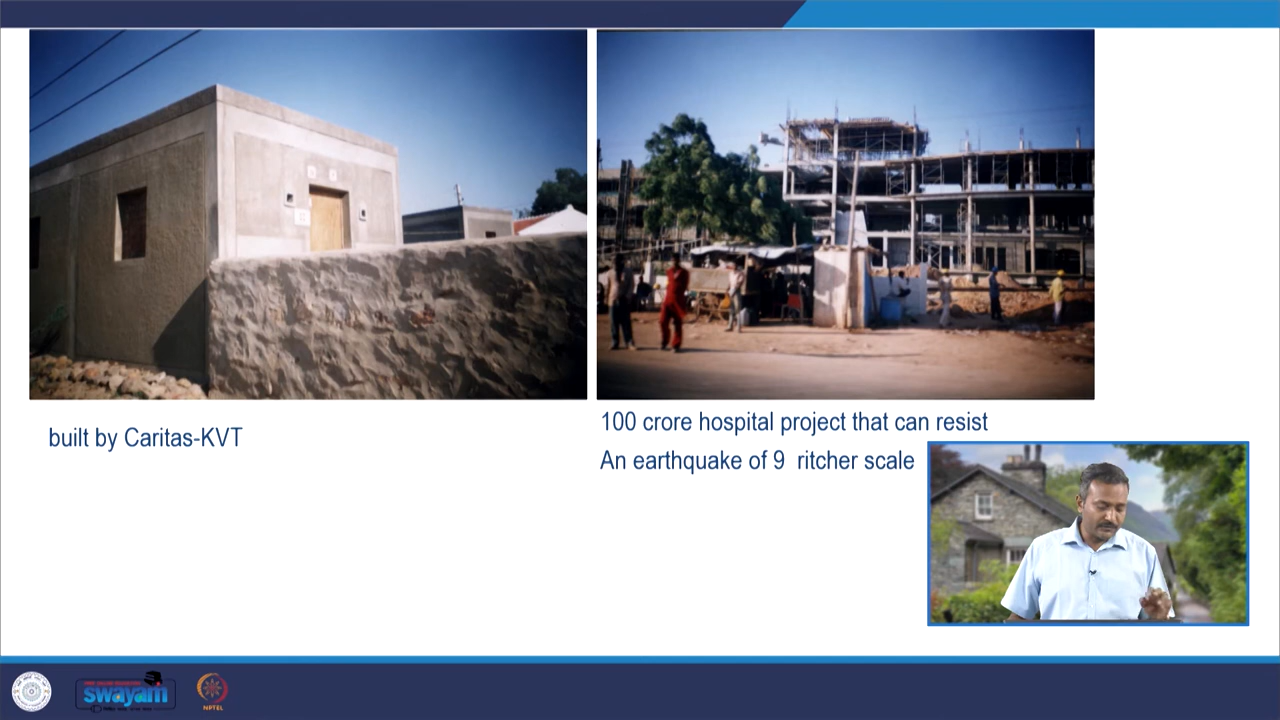 built by Caritas-KVT
100 crore hospital project that can resist
An earthquake of 9 ritcher scale
swayam
NPTEL